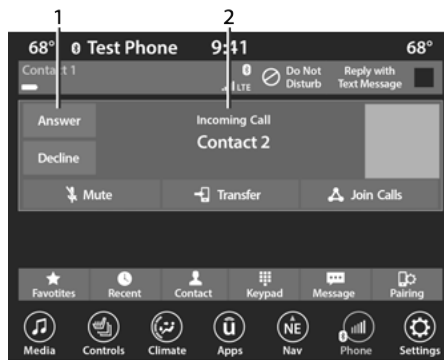 1 2
68° Test Phone 9:41 68°
Contact 1 LTE Do Not Disturb Reply with Text Message
Answer Incoming Call
Contact 2
Decline
Mute Transfer Join Calls
Favotites Recent Contact Keypad Message Pairing
û NE
Media Controls Climate Apps Nav Phone Settings